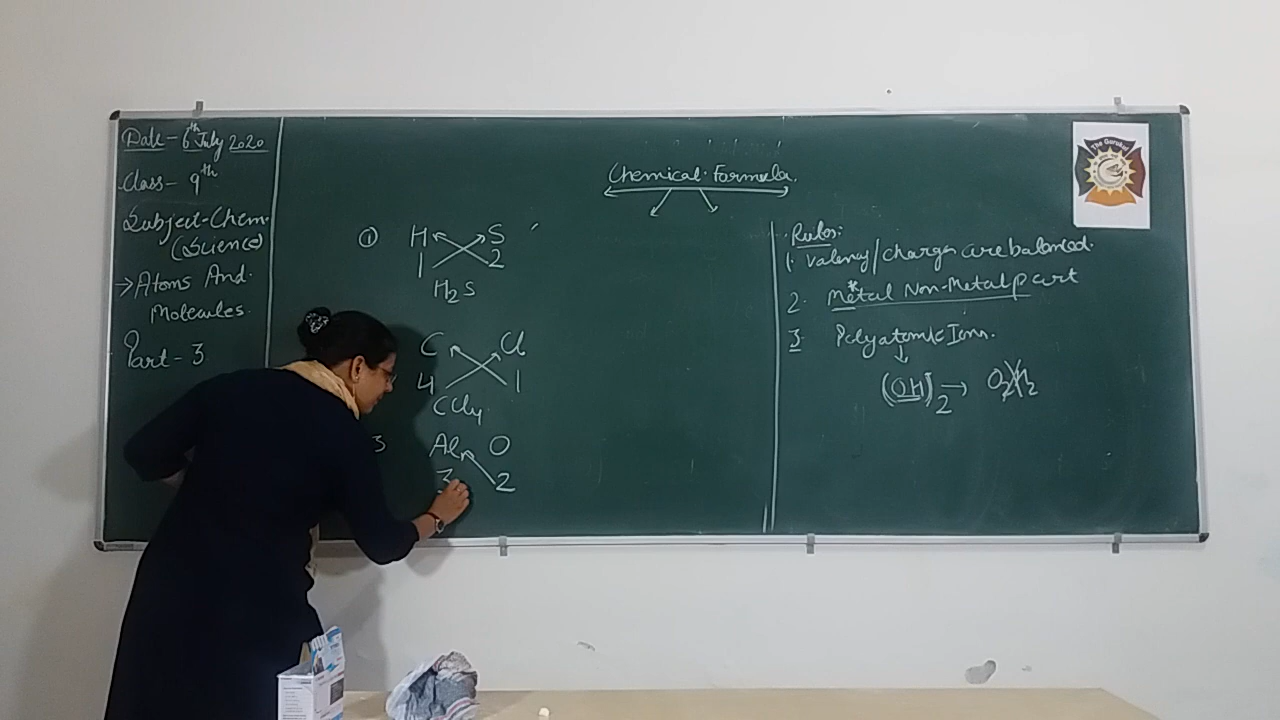 Date - 6th July 2020
Class - 9th
Subject - Chem.
(Science)
→ Atoms And
Molecules.
Part - 3
Chemical Formula.
① H S
1 2
H2S
C Cl
4 1
CCl4
3 Al O
3 2
Rules:
1. Valency/charges are balanced.
2. Metal Non-Metal part
3. Polyatomic Ions.
(OH)2 → O2H2
The Gurukul